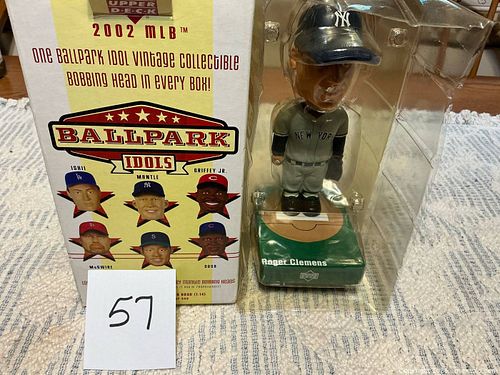 UPPER
DECK
2002 MLB™
ONE BALLPARK IDOL VINTAGE COLLECTIBLE
BOBBING HEAD IN EVERY BOX!
BALLPARK
IDOLS
ISHII
MANTLE
GRIFFEY JR.
McGWIRE
SOSA
57
NY
NEW YORK
Roger Clemens